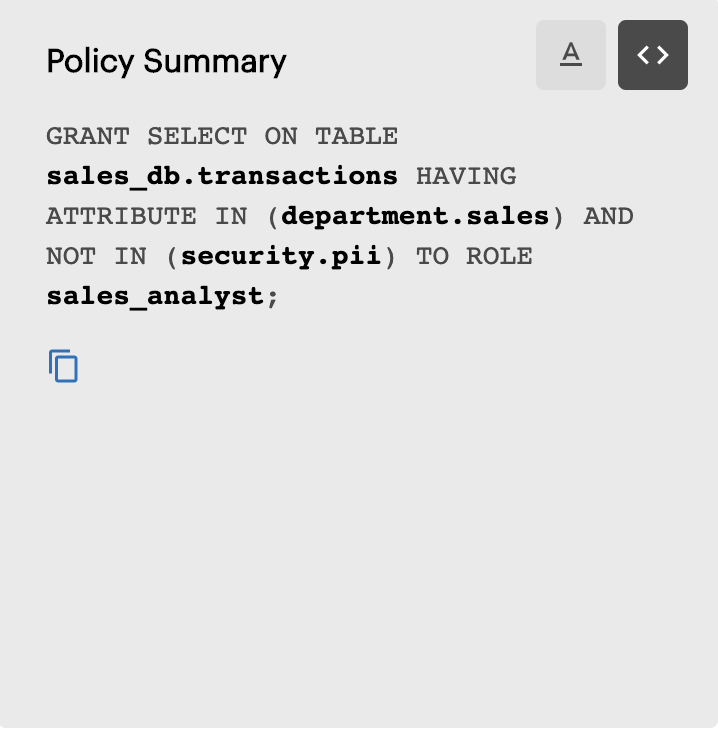 Policy Summary
A
<>
GRANT SELECT ON TABLE
sales_db.transactions HAVING
ATTRIBUTE IN (department.sales) AND
NOT IN (security.pii) TO ROLE
sales_analyst;